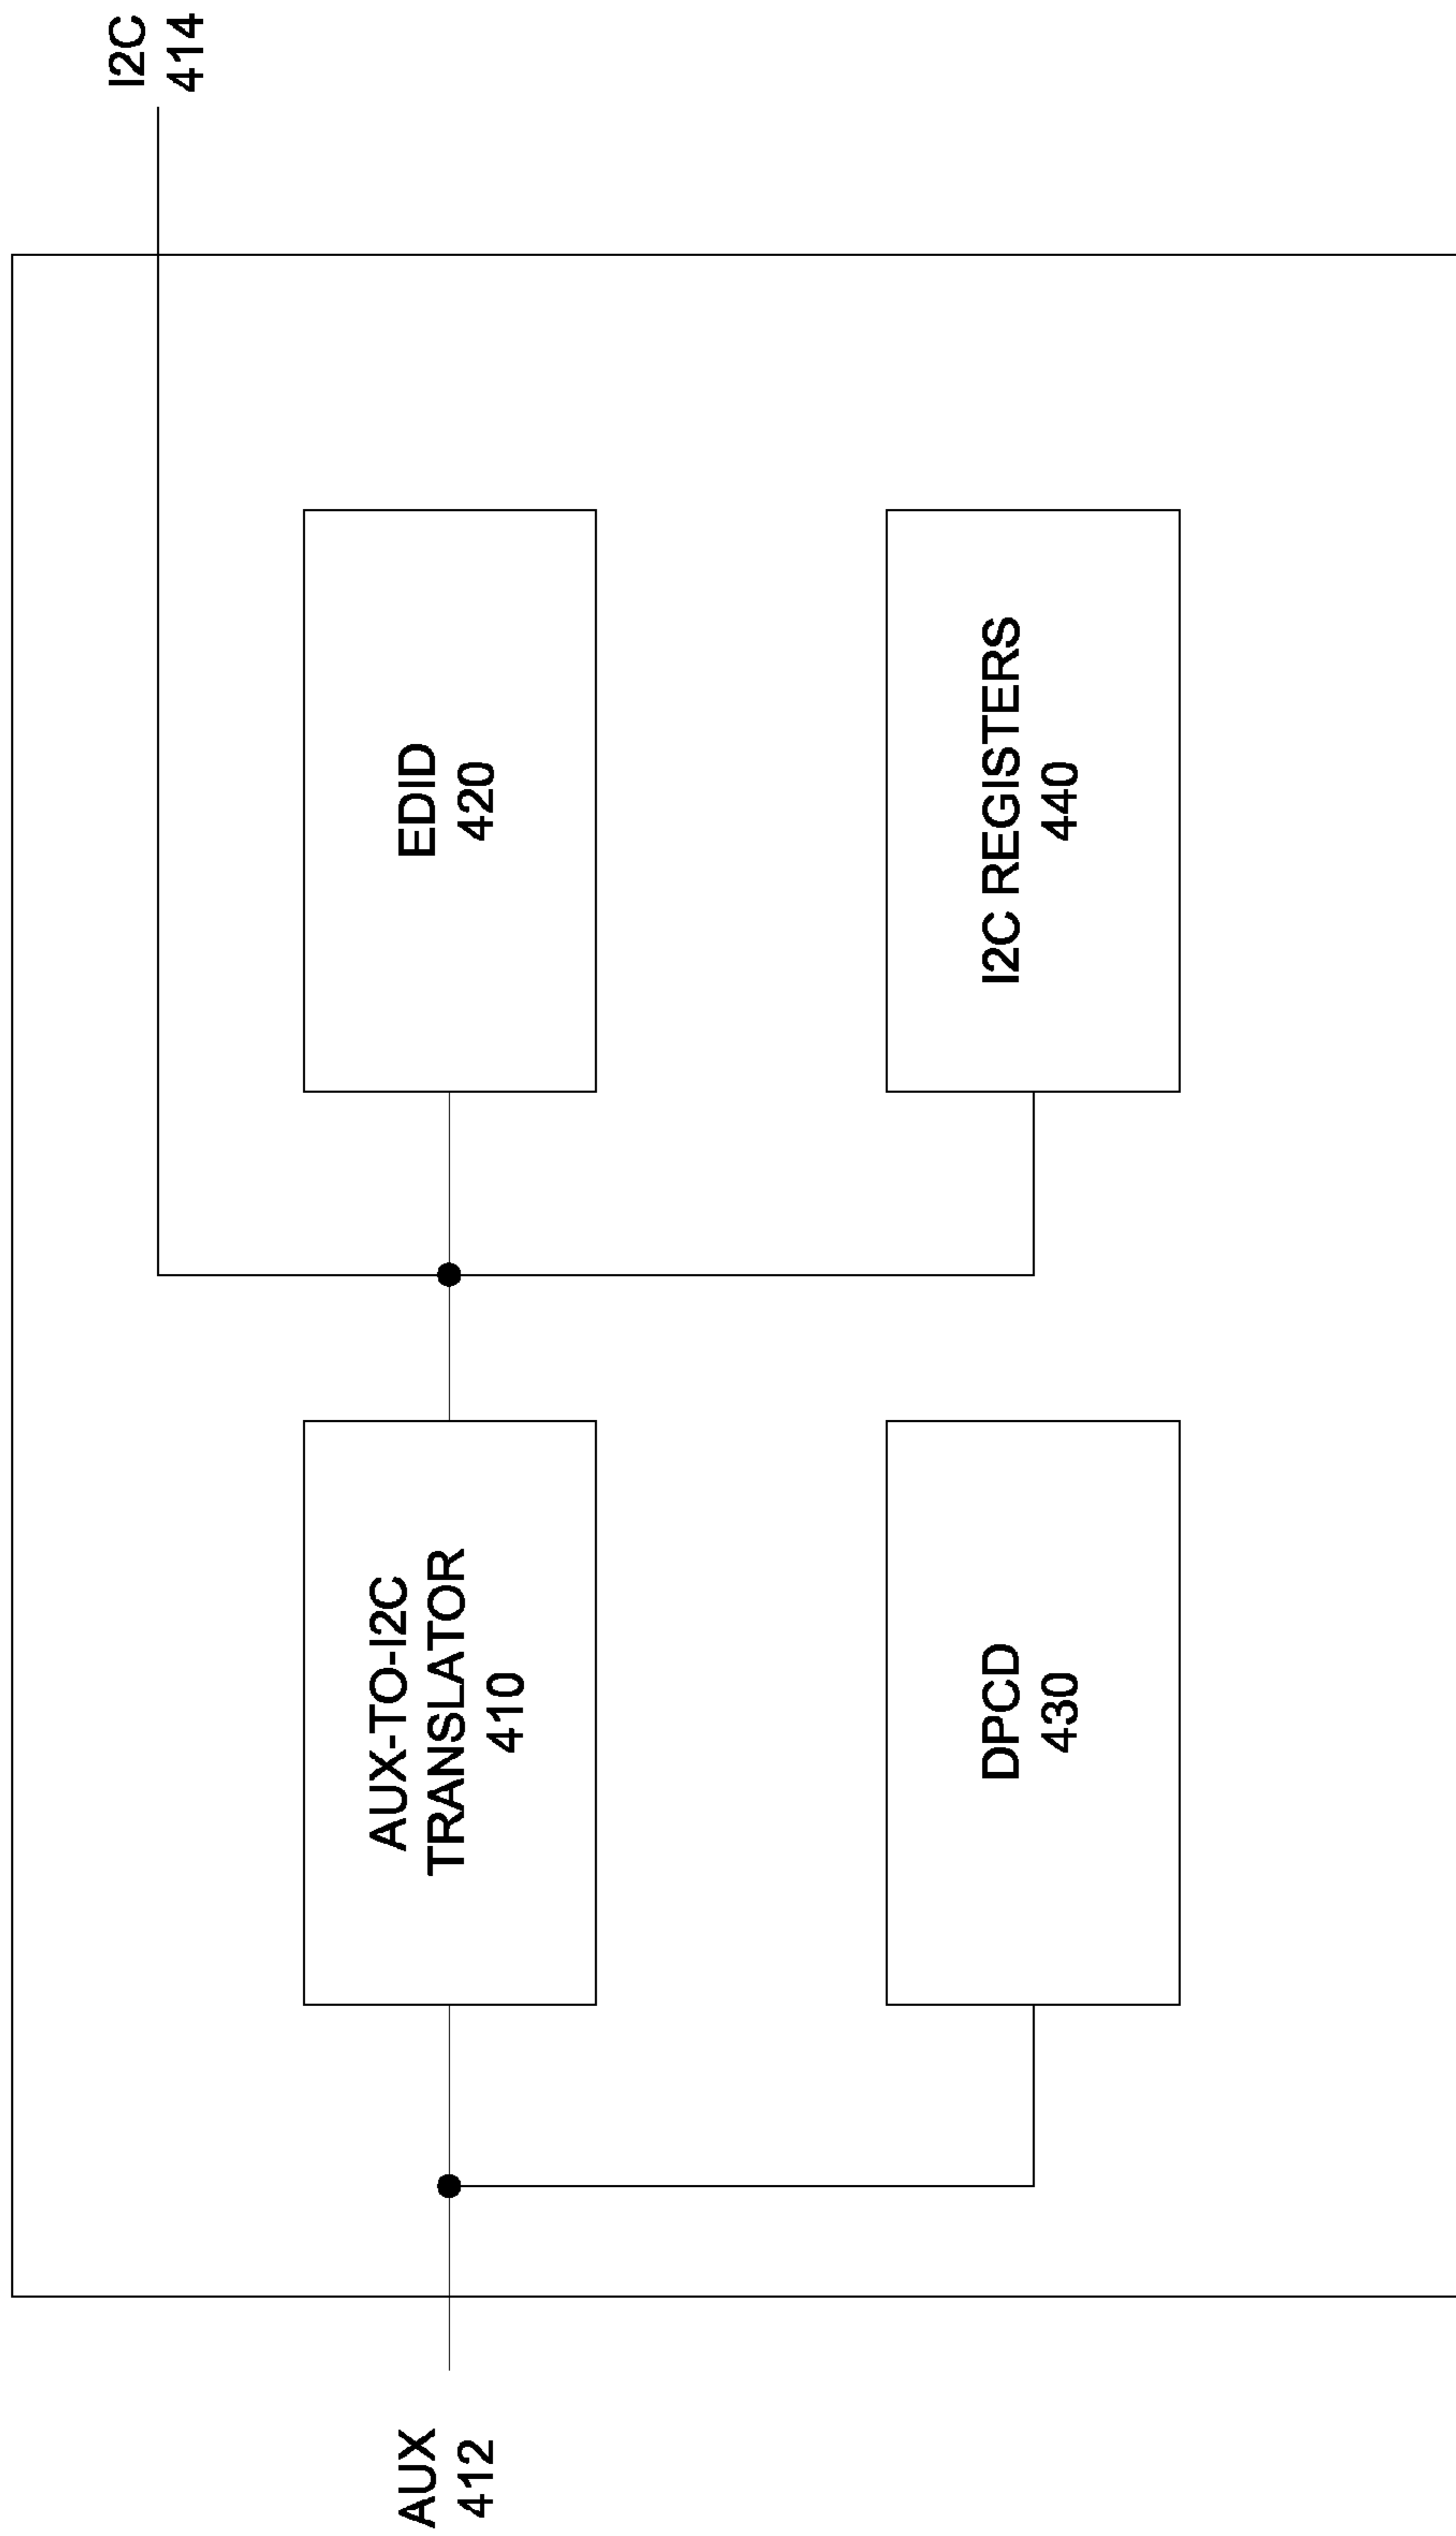 I2C
414
AUX
412
AUX-TO-I2C
TRANSLATOR
410
EDID
420
DPCD
430
I2C REGISTERS
440